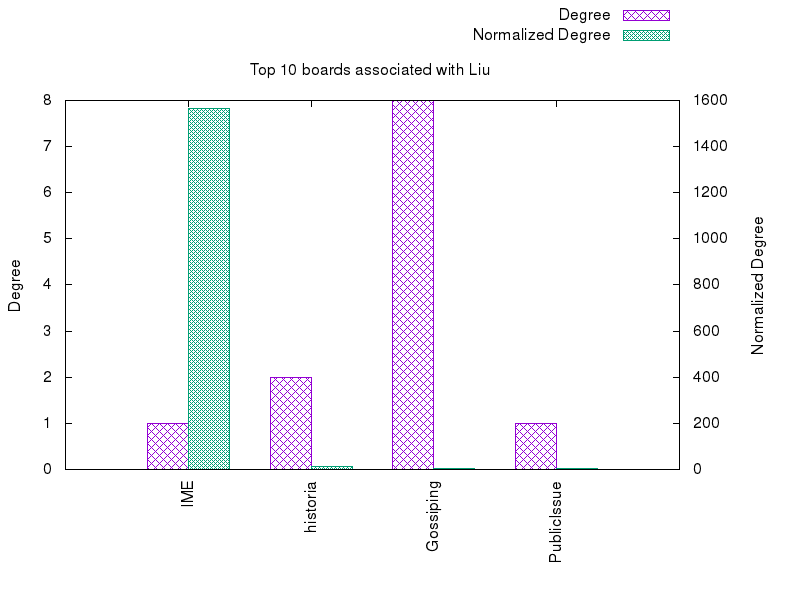 Degree
Normalized Degree
Top 10 boards associated with Liu
8
7
6
5
4
3
2
1
0
1600
1400
1200
1000
800
600
400
200
0
Degree
Normalized Degree
IME
historia
Gossiping
PublicIssue